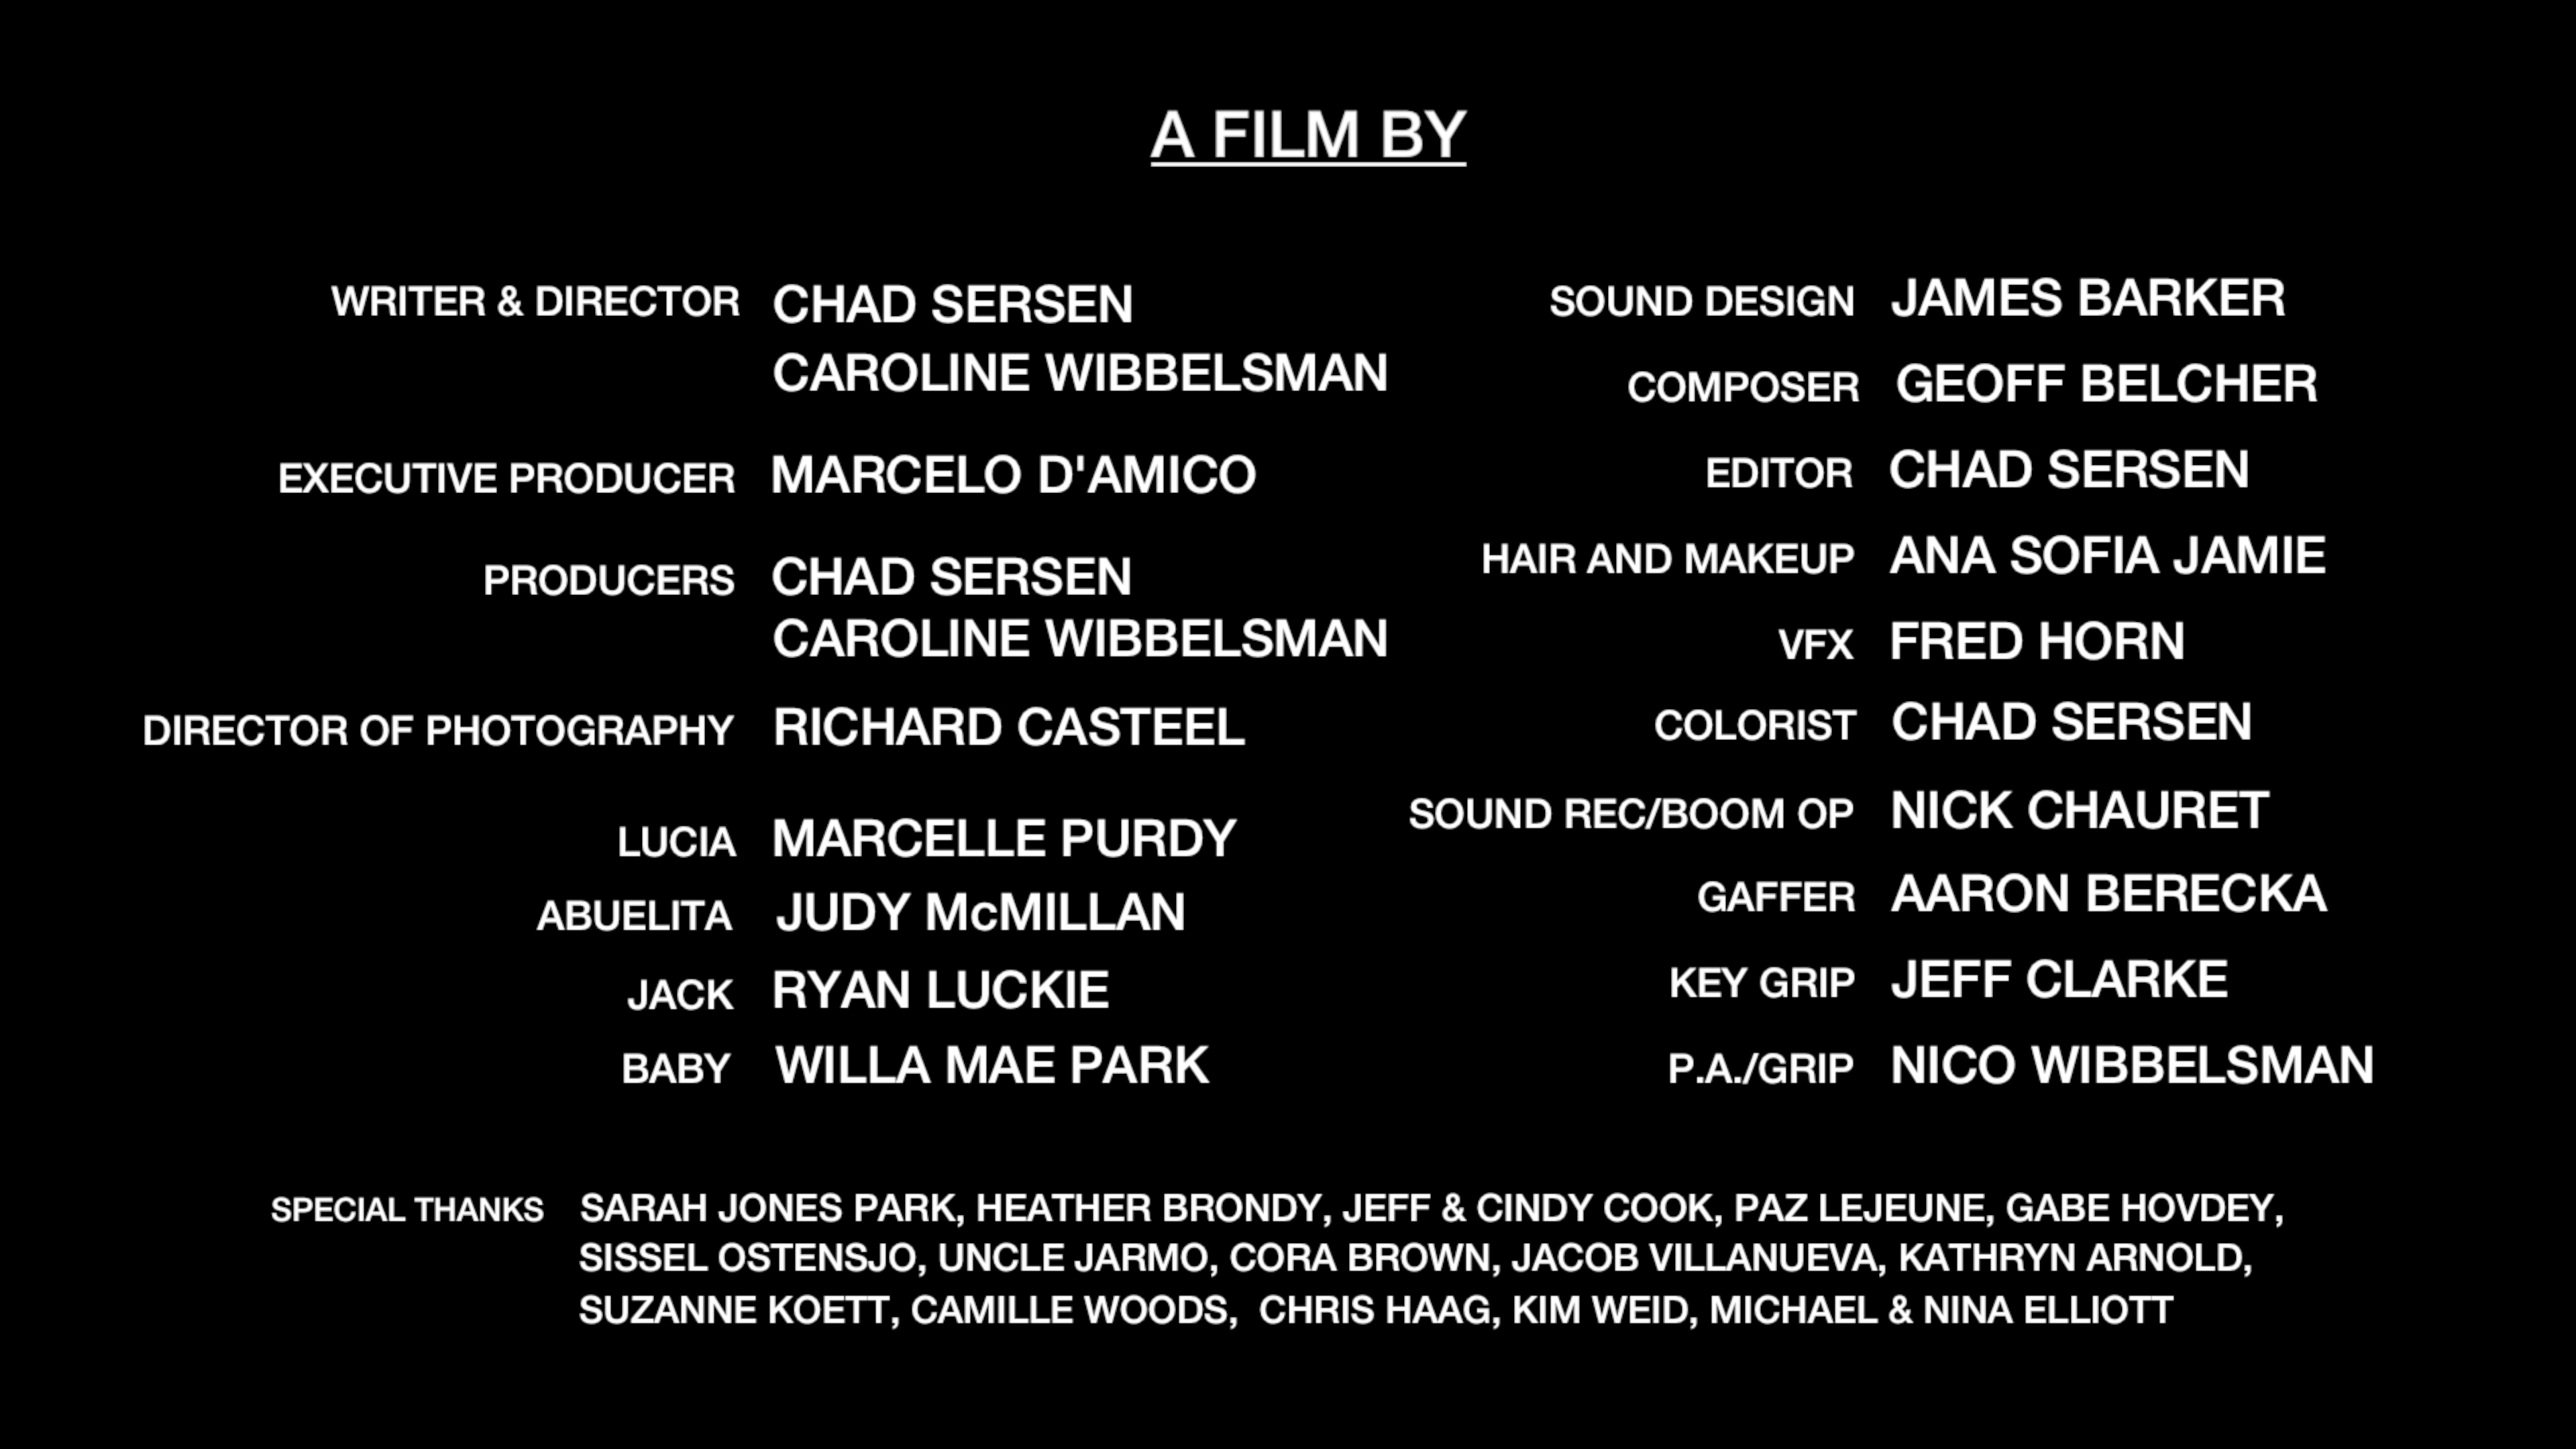 A FILM BY
WRITER & DIRECTOR CHAD SERSEN
CAROLINE WIBBELSMAN
EXECUTIVE PRODUCER MARCELO D'AMICO
PRODUCERS CHAD SERSEN
CAROLINE WIBBELSMAN
DIRECTOR OF PHOTOGRAPHY RICHARD CASTEEL
LUCIA MARCELLE PURDY
ABUELITA JUDY McMILLAN
JACK RYAN LUCKIE
BABY WILLA MAE PARK
SOUND DESIGN JAMES BARKER
COMPOSER GEOFF BELCHER
EDITOR CHAD SERSEN
HAIR AND MAKEUP ANA SOFIA JAMIE
VFX FRED HORN
COLORIST CHAD SERSEN
SOUND REC/BOOM OP NICK CHAURET
GAFFER AARON BERECKA
KEY GRIP JEFF CLARKE
P.A./GRIP NICO WIBBELSMAN
SPECIAL THANKS SARAH JONES PARK, HEATHER BRONDY, JEFF & CINDY COOK, PAZ LEJEUNE, GABE HOVDEY,
SISSEL OSTENSJO, UNCLE JARMO, CORA BROWN, JACOB VILLANUEVA, KATHRYN ARNOLD,
SUZANNE KOETT, CAMILLE WOODS, CHRIS HAAG, KIM WEID, MICHAEL & NINA ELLIOTT